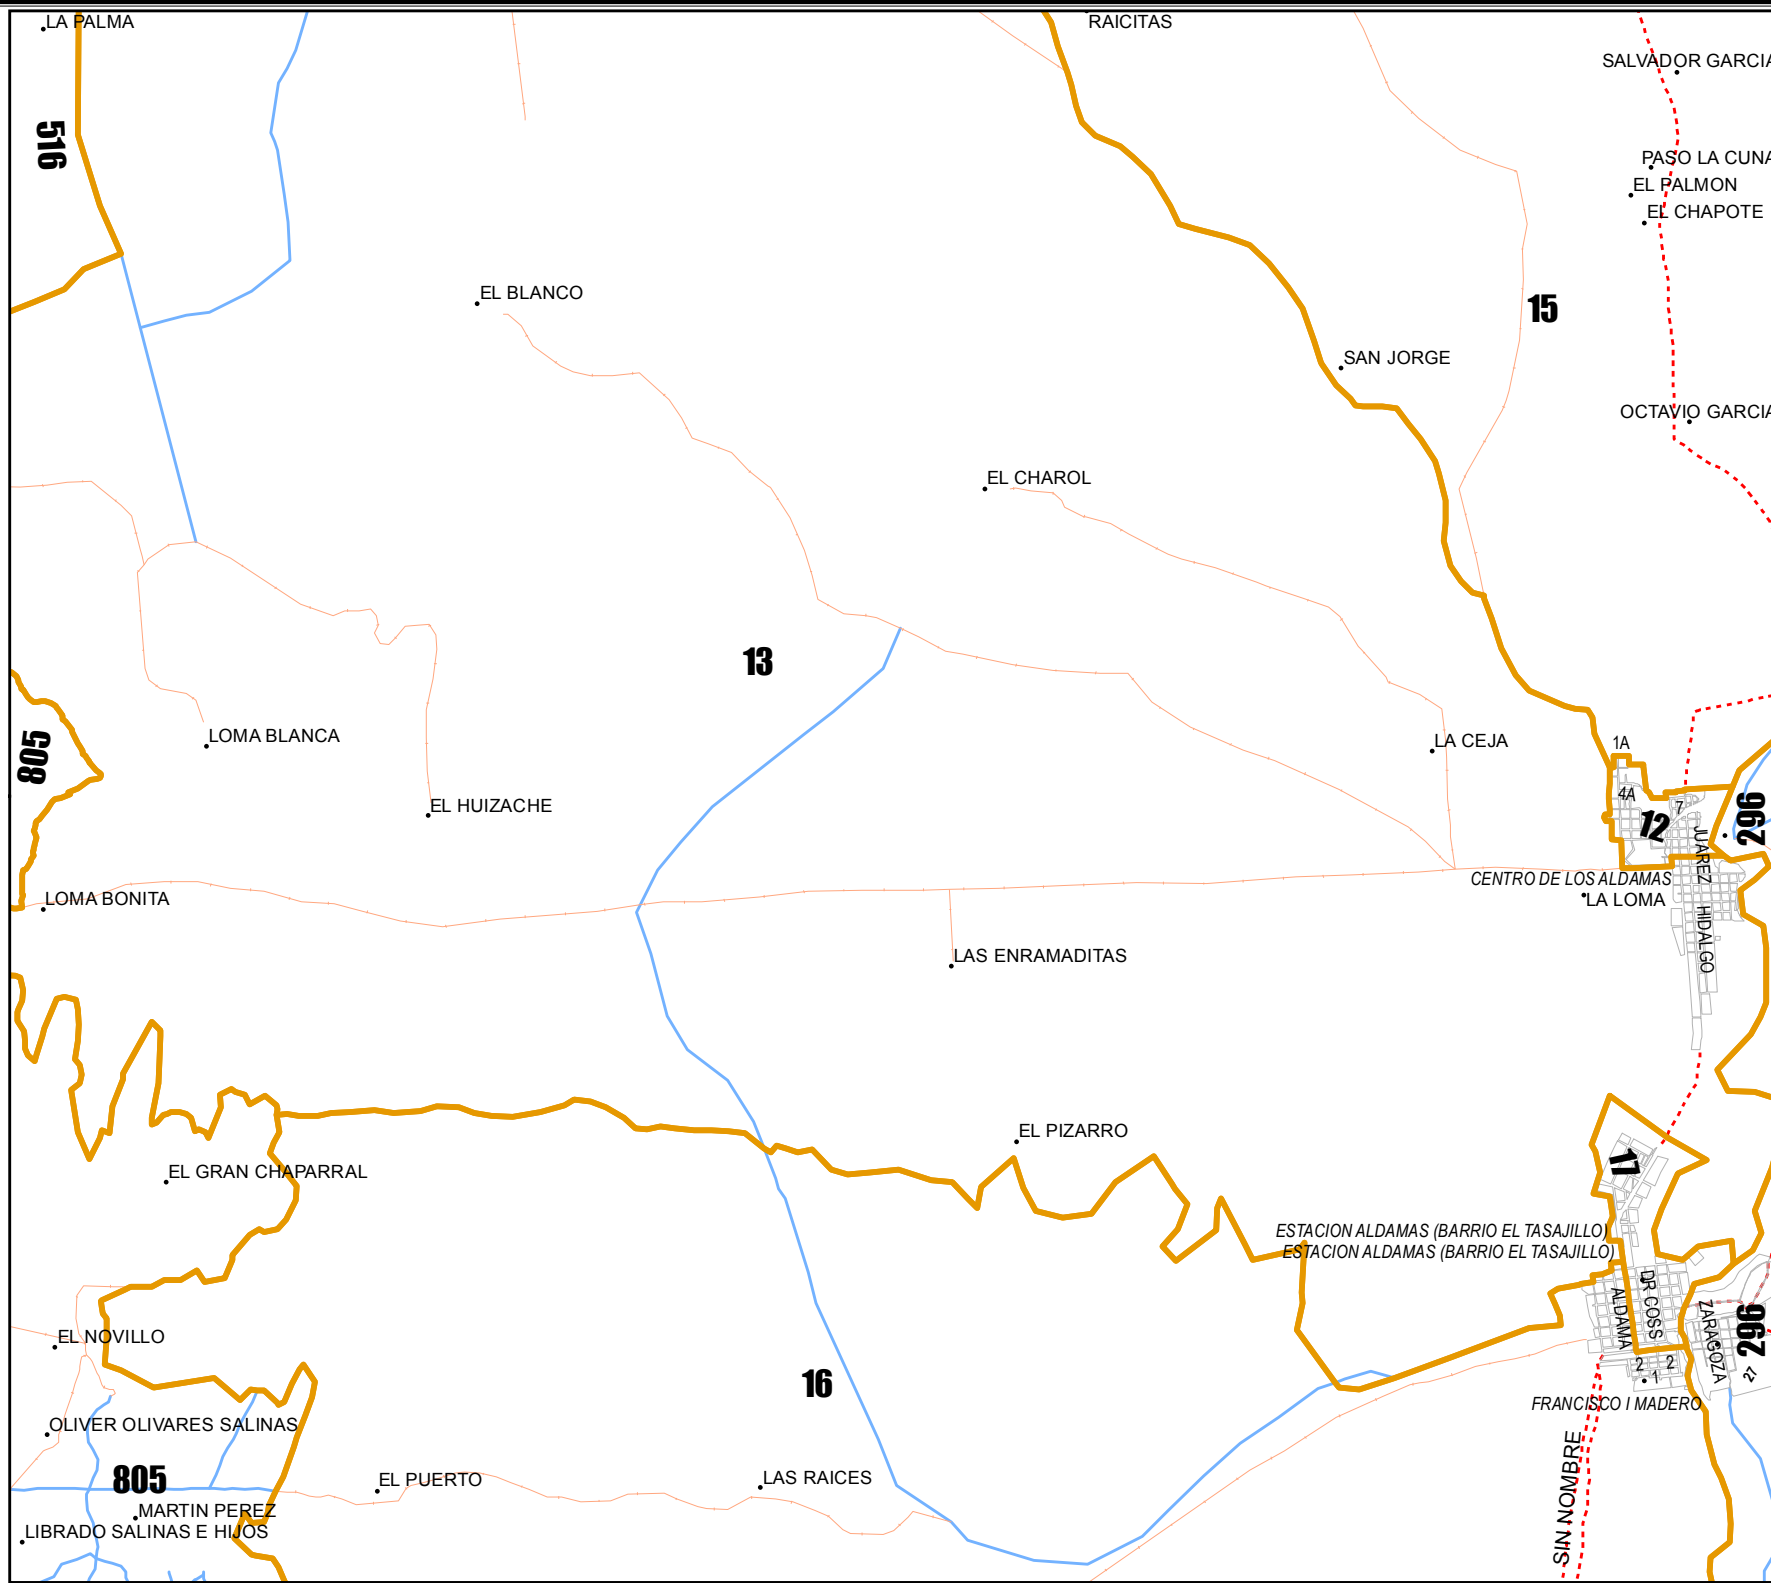 LA PALMA
RAICITAS
SALVADOR GARCIA
516
PASO LA CUNA
EL PALMON
EL CHAPOTE
EL BLANCO
15
SAN JORGE
OCTAVIO GARCIA
EL CHAROL
13
LOMA BLANCA
805
LA CEJA
1A
4A
7
EL HUIZACHE
12
296
JUAREZ
CENTRO DE LOS ALDAMAS
LOMA BONITA
LA LOMA
HIDALGO
LAS ENRAMADITAS
EL PIZARRO
17
EL GRAN CHAPARRAL
ESTACION ALDAMAS (BARRIO EL TASAJILLO)
ESTACION ALDAMAS (BARRIO EL TASAJILLO)
DR COSS
ALDAMA
ZARAGOZA
296
EL NOVILLO
2
2
1
27
16
FRANCISCO I MADERO
OLIVER OLIVARES SALINAS
SIN NOMBRE
805
EL PUERTO
LAS RAICES
MARTIN PEREZ
LIBRADO SALINAS E HIJOS